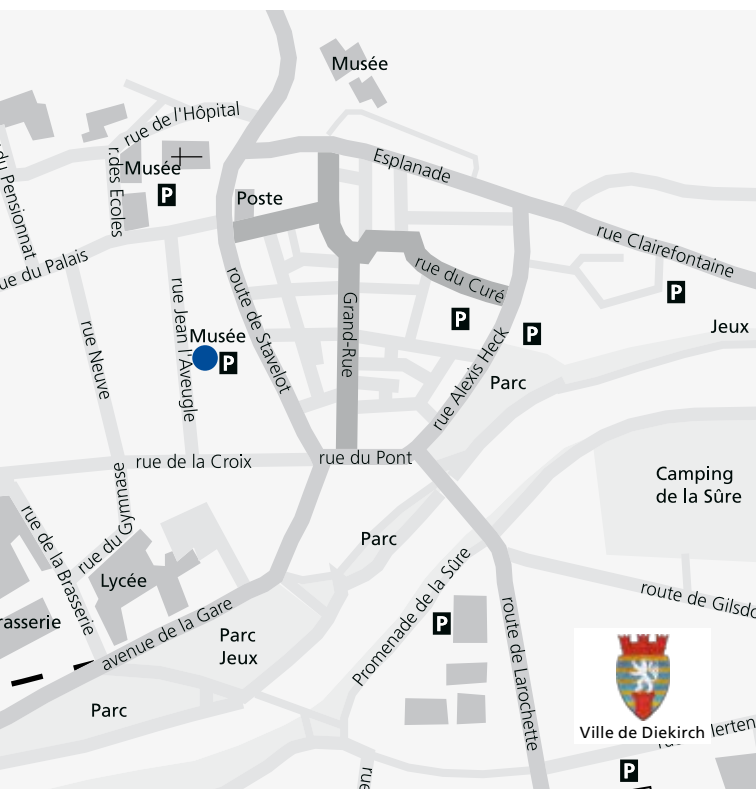 Musée
rue de l'Hôpital
Esplanade
Musée
P
r.des Ecoles
du Pensionnat
Poste
rue Clairefontaine
ue du Palais
rue du Curé
P
Jeux
route de Stavelot
rue Jean l'Aveugle
Grand-Rue
P
P
Musée
P
rue Neuve
rue Alexis Heck
Parc
rue de la Croix
rue du Pont
Camping
de la Sûre
rue du Gymnase
rue de la Brasserie
Parc
Lycée
Promenade de la Sûre
route de Gilsdo
rasserie
avenue de la Gare
P
route de Larochette
Parc
Jeux
Parc
Ville de Diekirch
lerten
rue
P